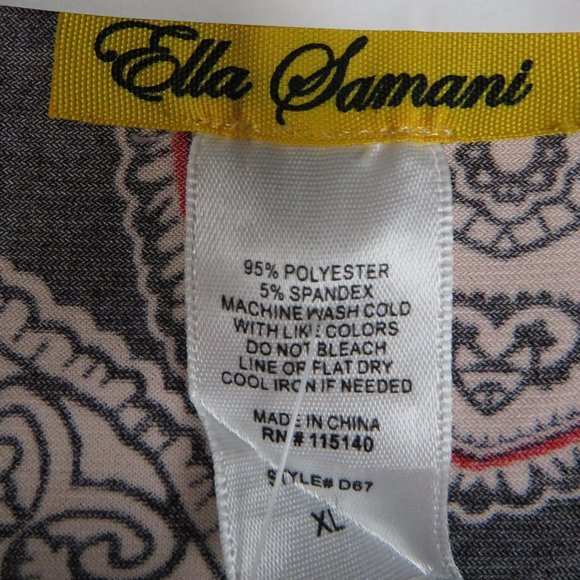 Ella Samani
95% POLYESTER
5% SPANDEX
MACHINE WASH COLD
WITH LIKE COLORS
DO NOT BLEACH
LINE OR FLAT DRY
COOL IRON IF NEEDED
MADE IN CHINA
RN# 115140
STYLE# D67
XL